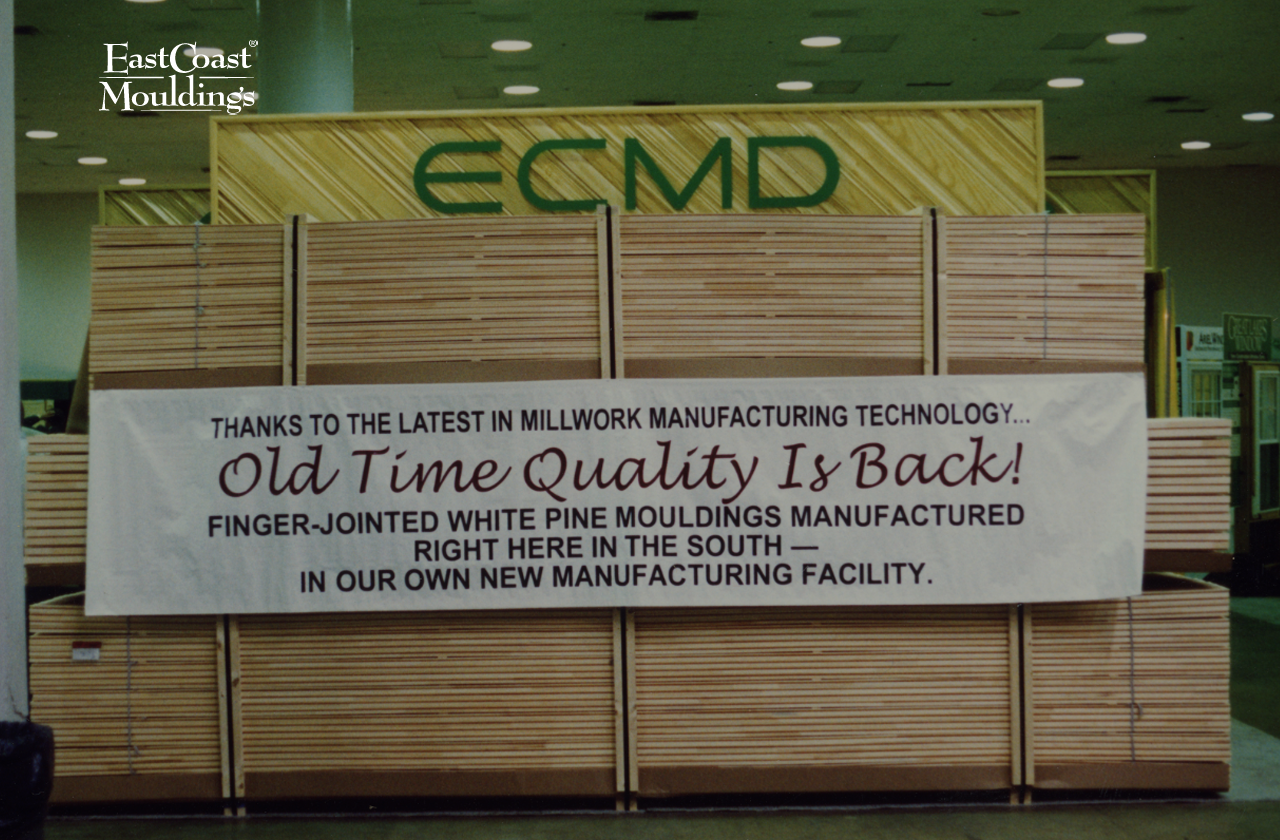 EastCoast®
Mouldings
ECMD
THANKS TO THE LATEST IN MILLWORK MANUFACTURING TECHNOLOGY...
Old Time Quality Is Back!
FINGER-JOINTED WHITE PINE MOULDINGS MANUFACTURED
RIGHT HERE IN THE SOUTH —
IN OUR OWN NEW MANUFACTURING FACILITY.